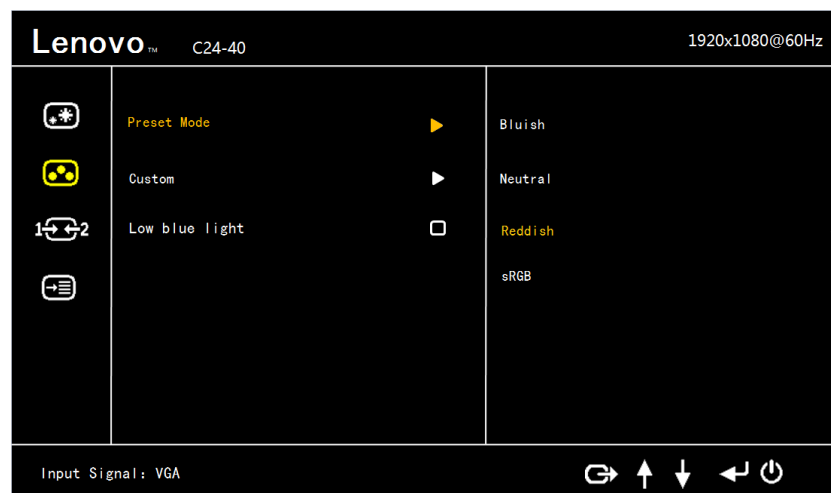 Lenovo™ C24-40 1920x1080@60Hz
Preset Mode
Custom
Low blue light
Bluish
Neutral
Reddish
sRGB
1 2
Input Signal: VGA